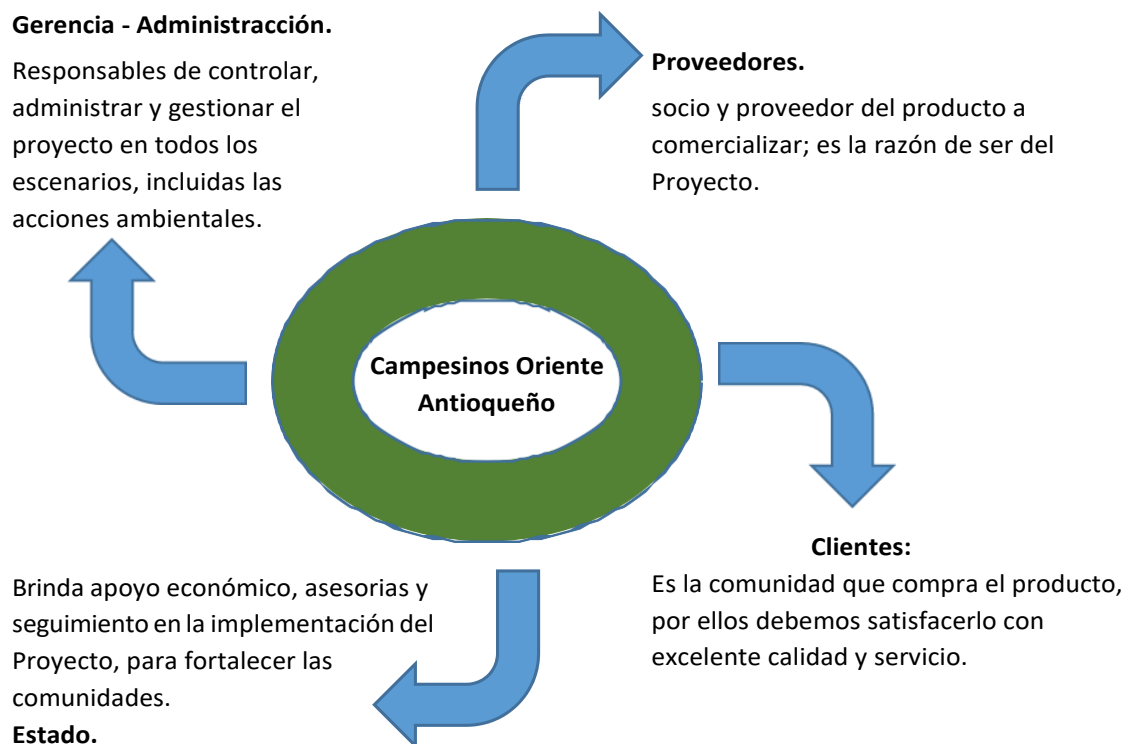 Gerencia - Administracción.
Responsables de controlar,
administrar y gestionar el
proyecto en todos los
escenarios, incluidas las
acciones ambientales.
Proveedores.
socio y proveedor del producto a
comercializar; es la razón de ser del
Proyecto.
Campesinos Oriente
Antioqueño
Clientes:
Es la comunidad que compra el producto,
por ellos debemos satisfacerlo con
excelente calidad y servicio.
Brinda apoyo económico, asesorias y
seguimiento en la implementación del
Proyecto, para fortalecer las
comunidades.
Estado.